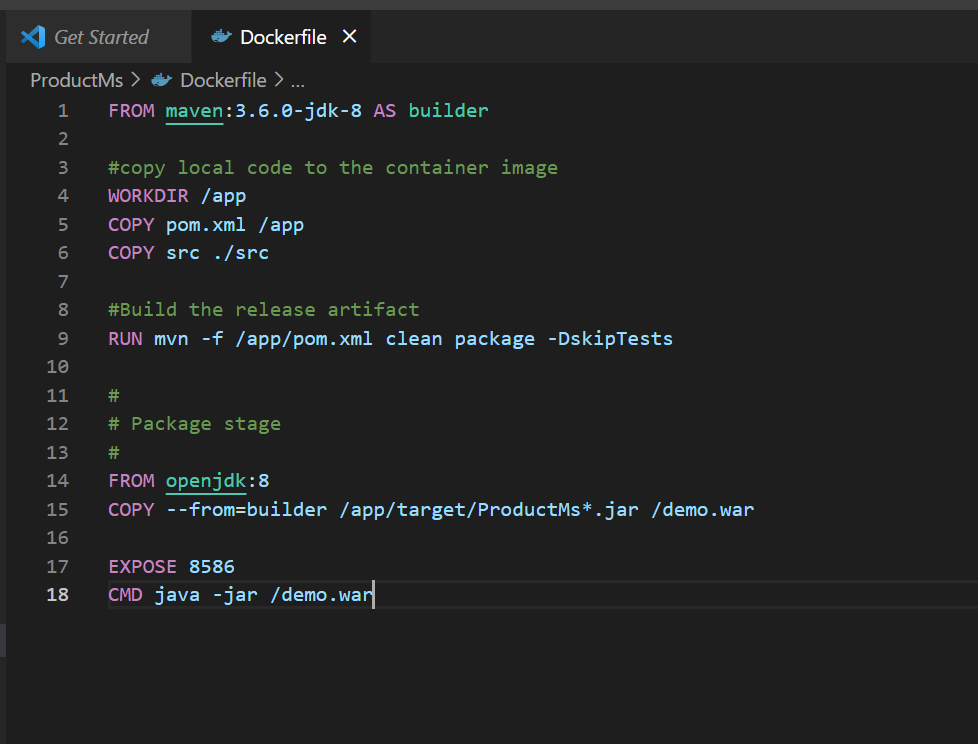 Get Started
Dockerfile
ProductMs > Dockerfile > ...
1 FROM maven:3.6.0-jdk-8 AS builder
2
3 #copy local code to the container image
4 WORKDIR /app
5 COPY pom.xml /app
6 COPY src ./src
7
8 #Build the release artifact
9 RUN mvn -f /app/pom.xml clean package -DskipTests
10
11 #
12 # Package stage
13 #
14 FROM openjdk:8
15 COPY --from=builder /app/target/ProductMs*.jar /demo.war
16
17 EXPOSE 8586
18 CMD java -jar /demo.war